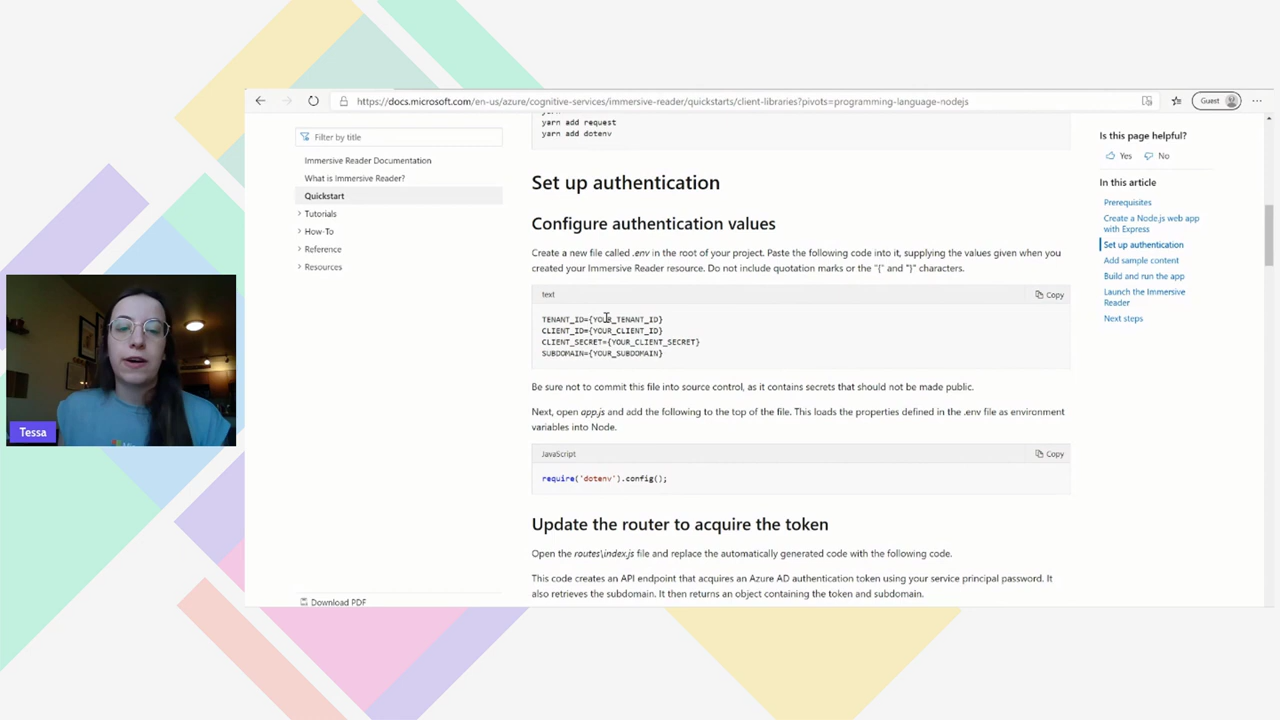 https://docs.microsoft.com/en-us/azure/cognitive-services/immersive-reader/quickstarts/client-libraries?pivots=programming-language-nodejs
Guest
Filter by title
Immersive Reader Documentation
What is Immersive Reader?
Quickstart
Tutorials
How-To
Reference
Resources
Download PDF
yarn add request
yarn add dotenv
Set up authentication
Configure authentication values
Create a new file called .env in the root of your project. Paste the following code into it, supplying the values given when you
created your Immersive Reader resource. Do not include quotation marks or the "{" and "}" characters.
text
Copy
TENANT_ID={YOUR_TENANT_ID}
CLIENT_ID={YOUR_CLIENT_ID}
CLIENT_SECRET={YOUR_CLIENT_SECRET}
SUBDOMAIN={YOUR_SUBDOMAIN}
Be sure not to commit this file into source control, as it contains secrets that should not be made public.
Next, open app.js and add the following to the top of the file. This loads the properties defined in the .env file as environment
variables into Node.
JavaScript
Copy
require('dotenv').config();
Update the router to acquire the token
Open the routes\index.js file and replace the automatically generated code with the following code.
This code creates an API endpoint that acquires an Azure AD authentication token using your service principal password. It
also retrieves the subdomain. It then returns an object containing the token and subdomain.
Is this page helpful?
Yes
No
In this article
Prerequisites
Create a Node.js web app
with Express
Set up authentication
Add sample content
Build and run the app
Launch the Immersive
Reader
Next steps
Tessa